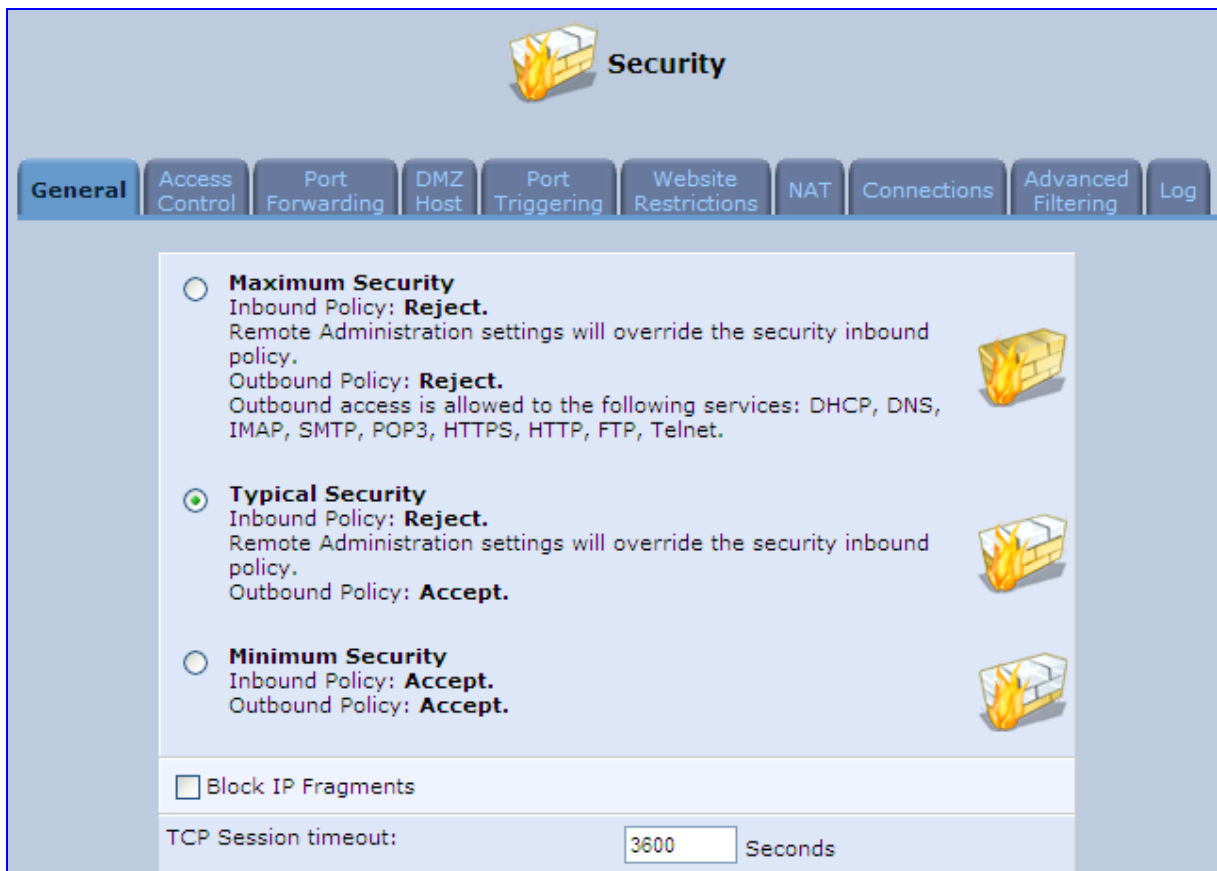 Security
General
Access Control
Port Forwarding
DMZ Host
Port Triggering
Website Restrictions
NAT
Connections
Advanced Filtering
Log
Maximum Security
Inbound Policy: Reject.
Remote Administration settings will override the security inbound
policy.
Outbound Policy: Reject.
Outbound access is allowed to the following services: DHCP, DNS,
IMAP, SMTP, POP3, HTTPS, HTTP, FTP, Telnet.
Typical Security
Inbound Policy: Reject.
Remote Administration settings will override the security inbound
policy.
Outbound Policy: Accept.
Minimum Security
Inbound Policy: Accept.
Outbound Policy: Accept.
Block IP Fragments
TCP Session timeout: 3600 Seconds